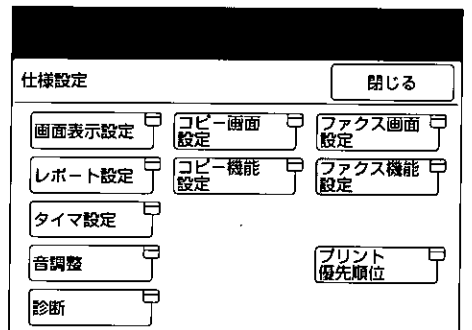 仕様設定
閉じる
画面表示設定
コピー画面
設定
ファクス画面
設定
レポート設定
コピー機能
設定
ファクス機能
設定
タイマ設定
音調整
プリント
優先順位
診断